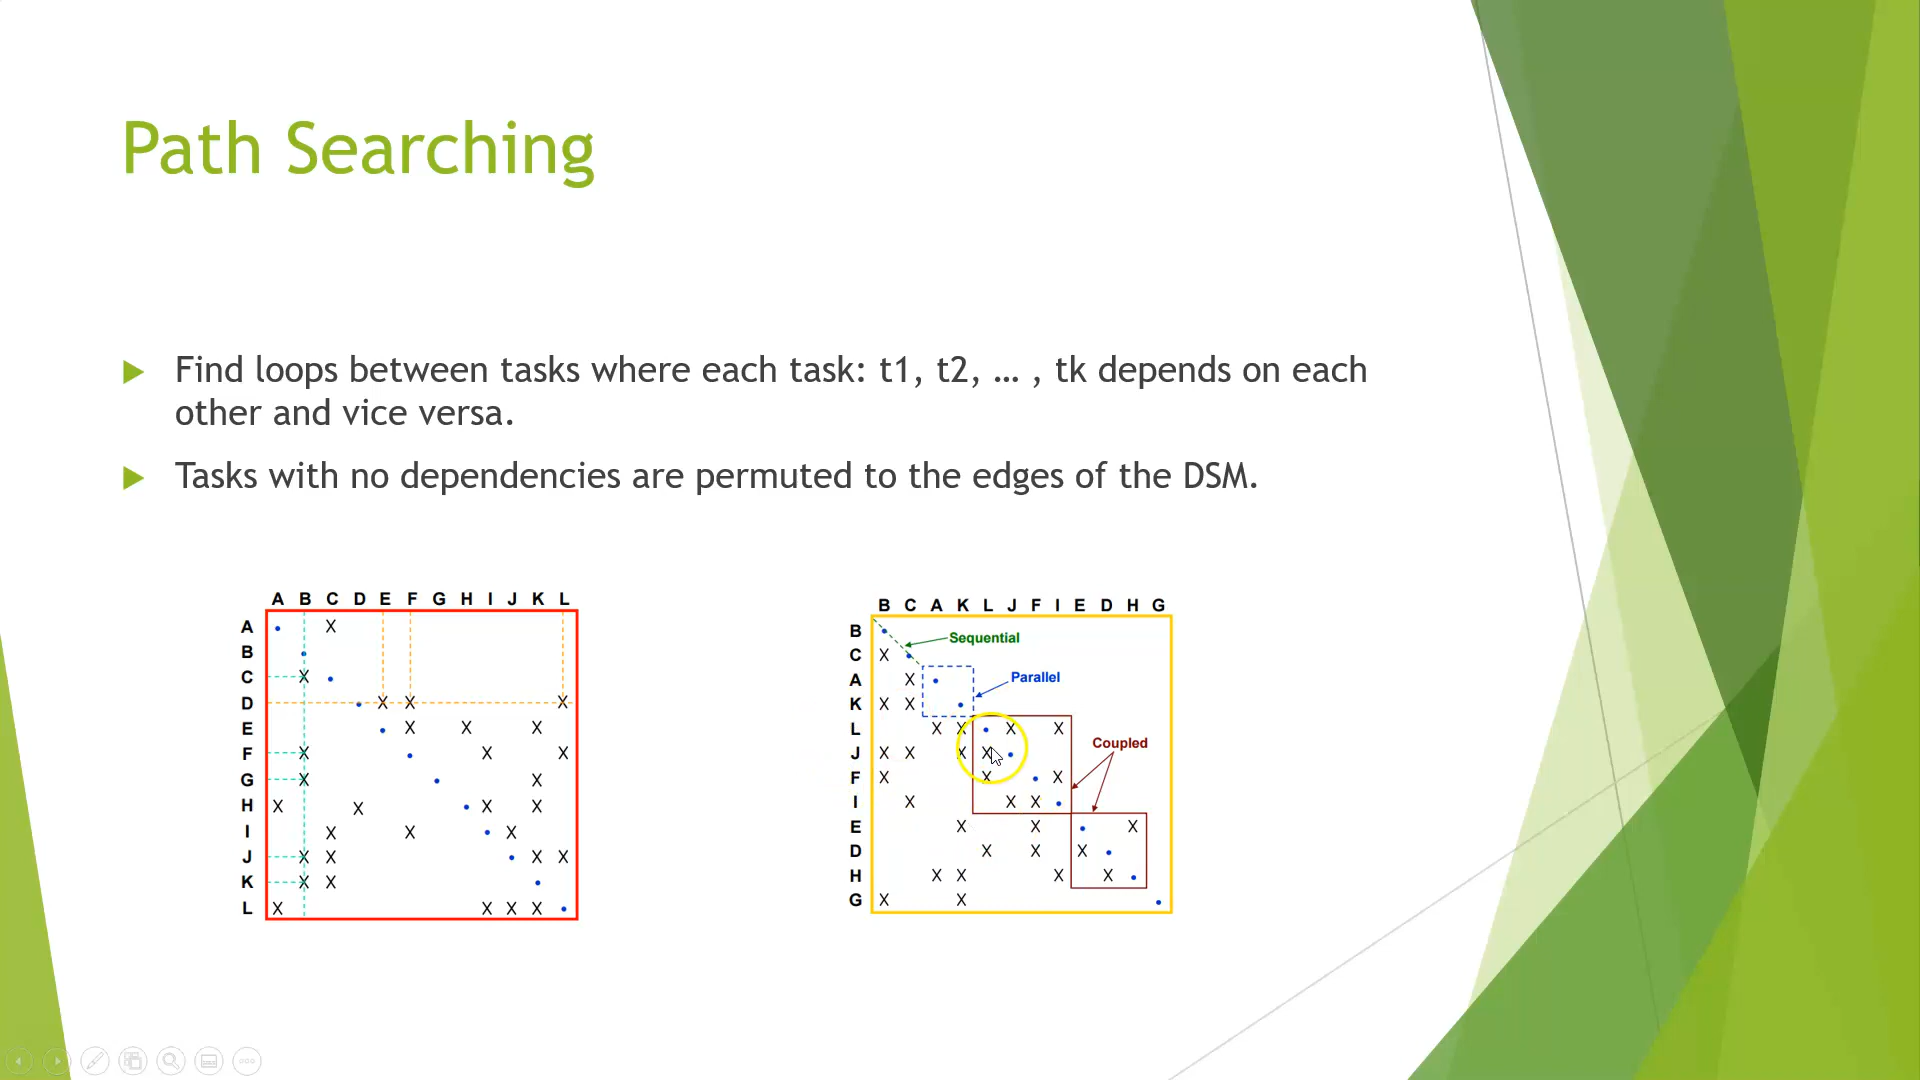 Path Searching
Find loops between tasks where each task: t1, t2, … , tk depends on each
other and vice versa.
Tasks with no dependencies are permuted to the edges of the DSM.
A B C D E F G H I J K L
A X
B
C X
D X X X
E X X X
F X X X
G X X
H X X X X
I X X X
J X X X X
K X X
L X X X X
B C A K L J F I E D H G
B Sequential
C X
A X Parallel
K X X
L X X X X
J X X X X Coupled
F X X X
I X X X
E X X X
D X X X
H X X X X
G X X